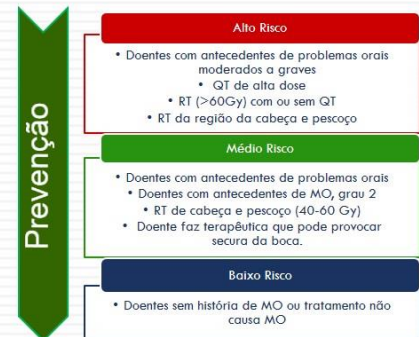 Prevenção
Alto Risco
• Doentes com antecedentes de problemas orais
moderados a graves
• QT de alta dose
• RT (>60Gy) com ou sem QT
• RT da região da cabeça e pescoço
Médio Risco
• Doentes com antecedentes de problemas orais
• Doentes com antecedentes de MO, grau 2
• RT de cabeça e pescoço (40-60 Gy)
• Doente faz terapêutica que pode provocar
secura da boca.
Baixo Risco
• Doentes sem história de MO ou tratamento não
causa MO